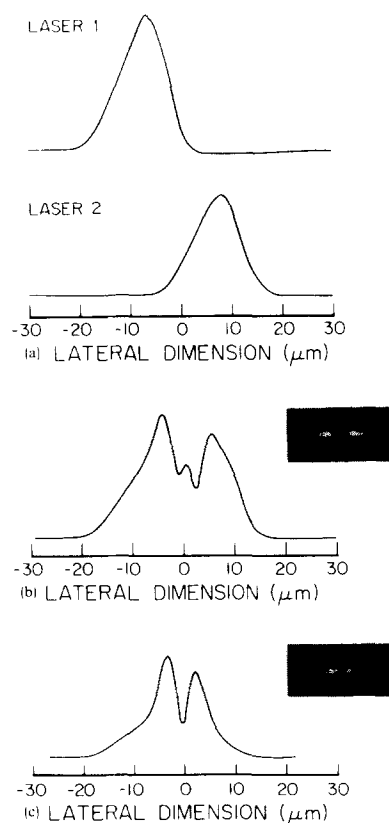 LASER 1
LASER 2
-30 -20 -10 0 10 20 30
(a) LATERAL DIMENSION (μm)
-30 -20 -10 0 10 20 30
(b) LATERAL DIMENSION (μm)
-30 -20 -10 0 10 20 30
(c) LATERAL DIMENSION (μm)